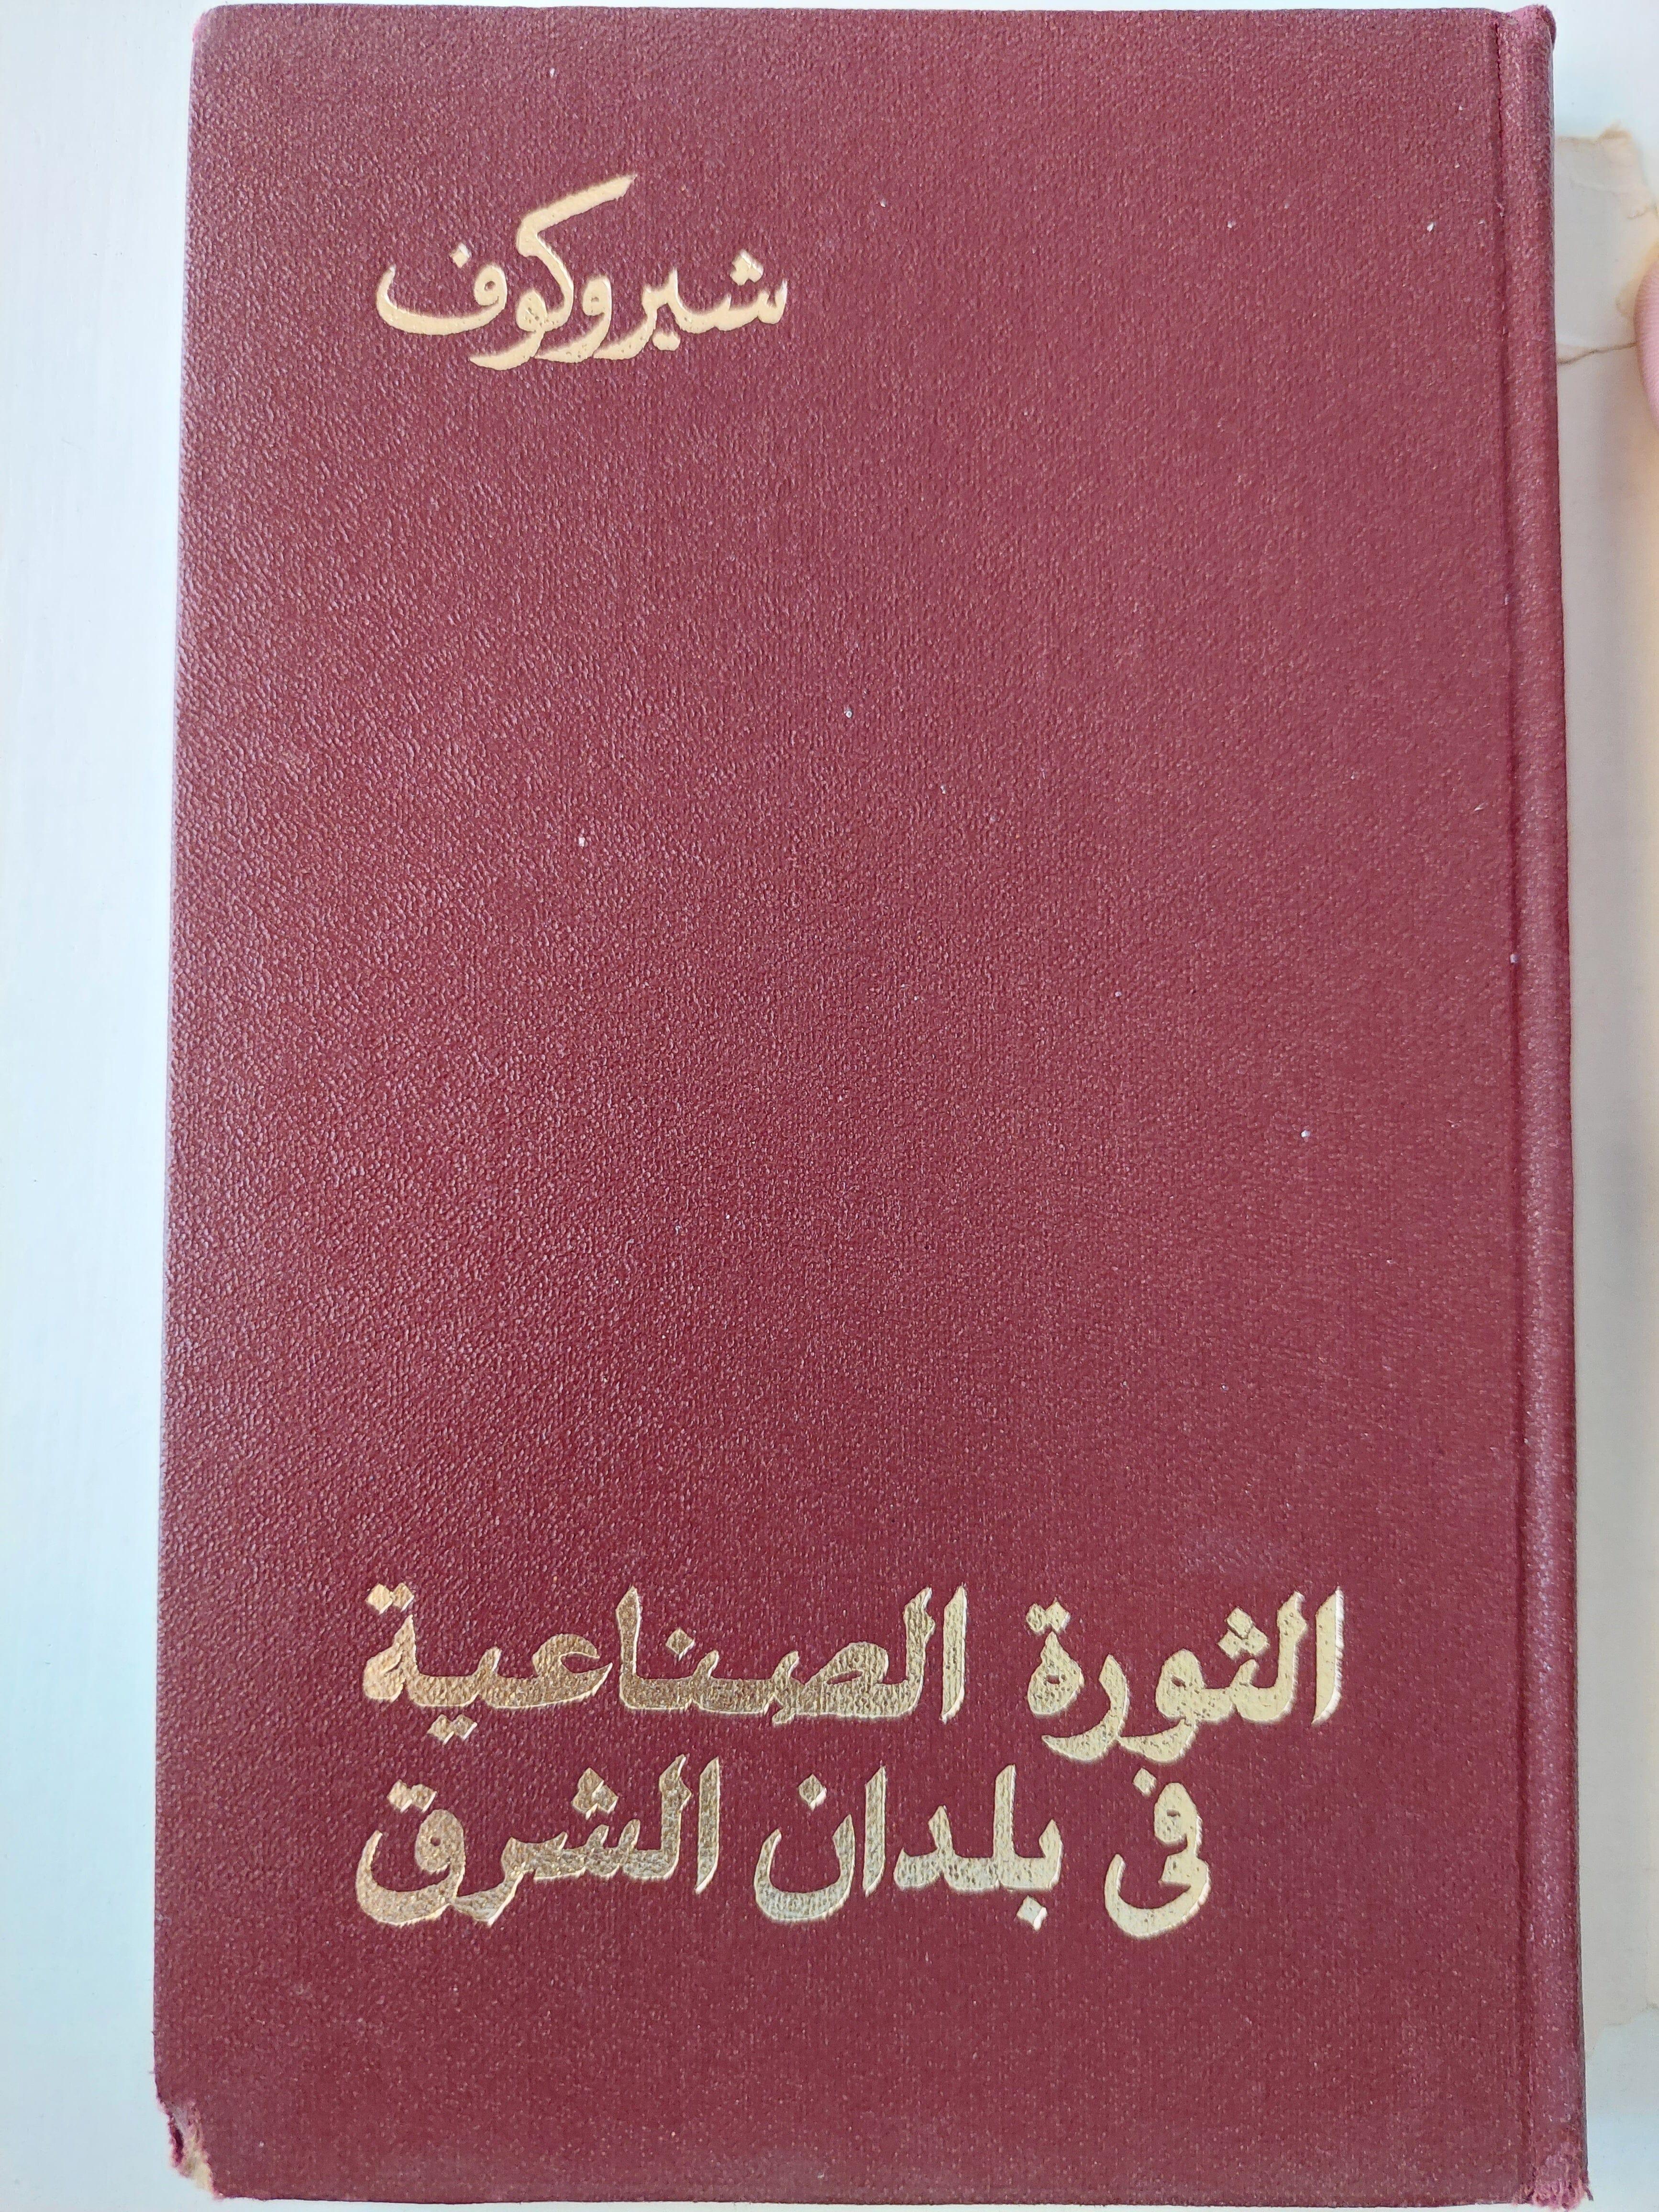 شيروكوف
الثورة الصناعية
فى بلدان الشرق